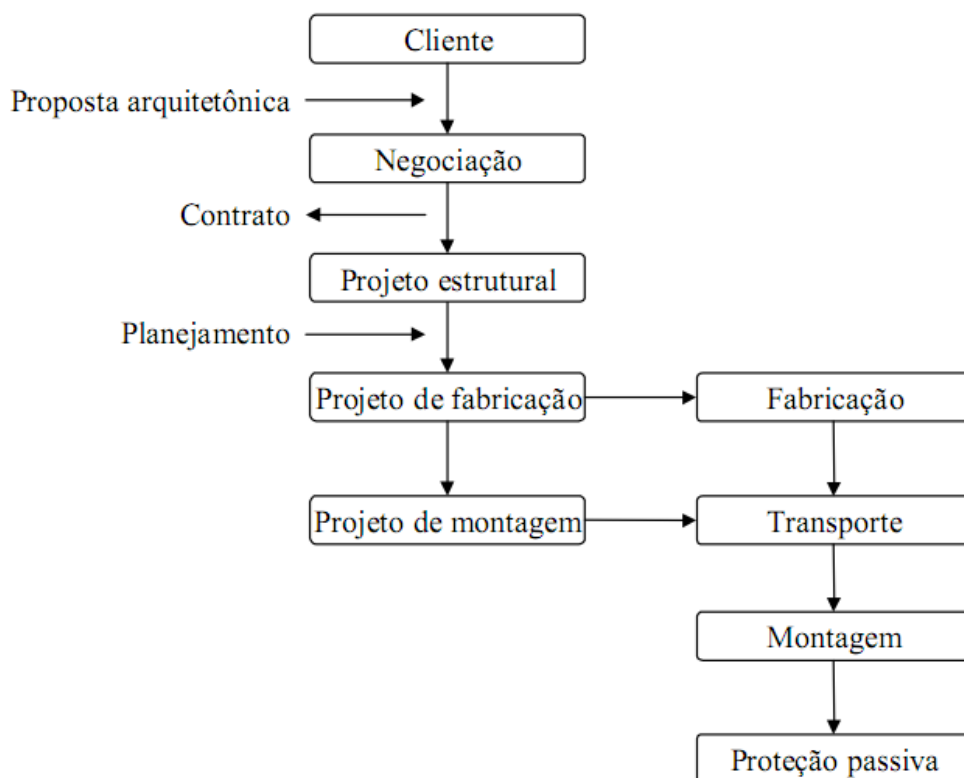 Cliente
Proposta arquitetônica
Negociação
Contrato
Projeto estrutural
Planejamento
Projeto de fabricação
Fabricação
Projeto de montagem
Transporte
Montagem
Proteção passiva